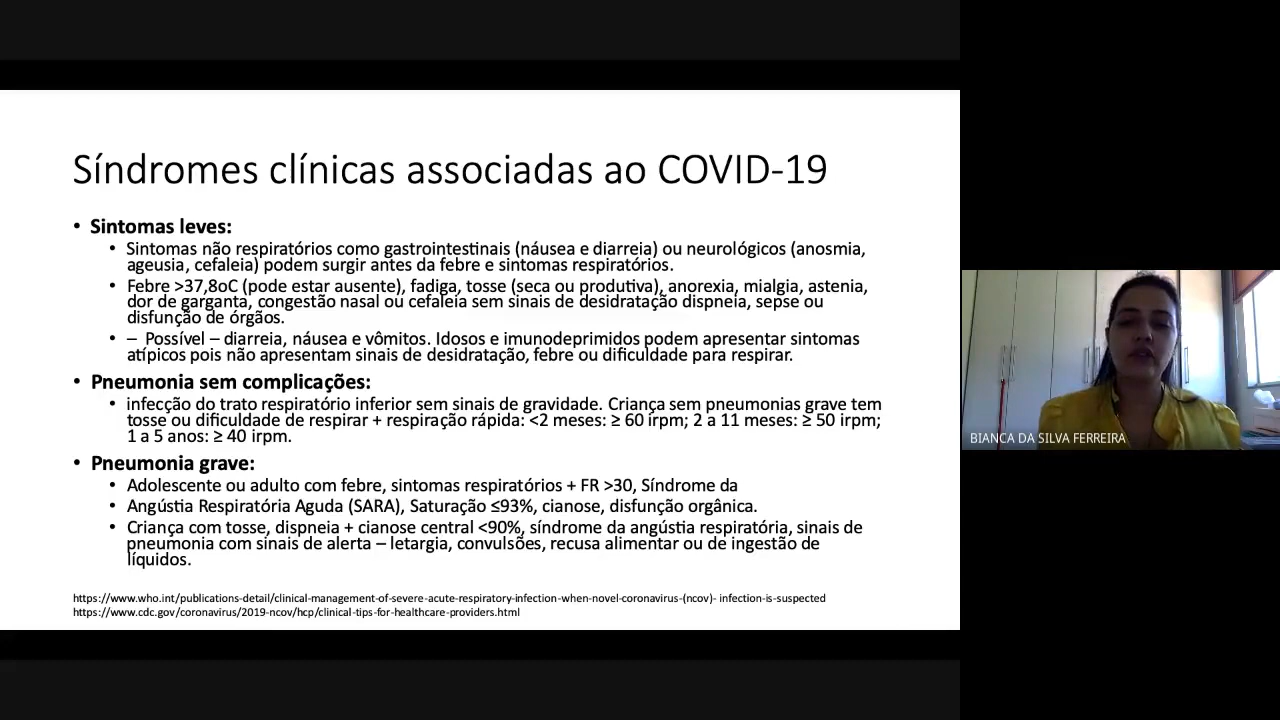 Síndromes clínicas associadas ao COVID-19
• Sintomas leves:
• Sintomas não respiratórios como gastrointestinais (náusea e diarreia) ou neurológicos (anosmia,
ageusia, cefaleia) podem surgir antes da febre e sintomas respiratórios.
• Febre >37,8oC (pode estar ausente), fadiga, tosse (seca ou produtiva), anorexia, mialgia, astenia,
dor de garganta, congestão nasal ou cefaleia sem sinais de desidratação dispneia, sepse ou
disfunção de órgãos.
• – Possível – diarreia, náusea e vômitos. Idosos e imunodeprimidos podem apresentar sintomas
atípicos pois não apresentam sinais de desidratação, febre ou dificuldade para respirar.
• Pneumonia sem complicações:
• infecção do trato respiratório inferior sem sinais de gravidade. Criança sem pneumonias grave tem
tosse ou dificuldade de respirar + respiração rápida: <2 meses: ≥ 60 irpm; 2 a 11 meses: ≥ 50 irpm;
1 a 5 anos: ≥ 40 irpm.
• Pneumonia grave:
• Adolescente ou adulto com febre, sintomas respiratórios + FR >30, Síndrome da
• Angústia Respiratória Aguda (SARA), Saturação ≤93%, cianose, disfunção orgânica.
• Criança com tosse, dispneia + cianose central <90%, síndrome da angústia respiratória, sinais de
pneumonia com sinais de alerta – letargia, convulsões, recusa alimentar ou de ingestão de
líquidos.
https://www.who.int/publications-detail/clinical-management-of-severe-acute-respiratory-infection-when-novel-coronavirus-(ncov)- infection-is-suspected
https://www.cdc.gov/coronavirus/2019-ncov/hcp/clinical-tips-for-healthcare-providers.html
BIANCA DA SILVA FERREIRA